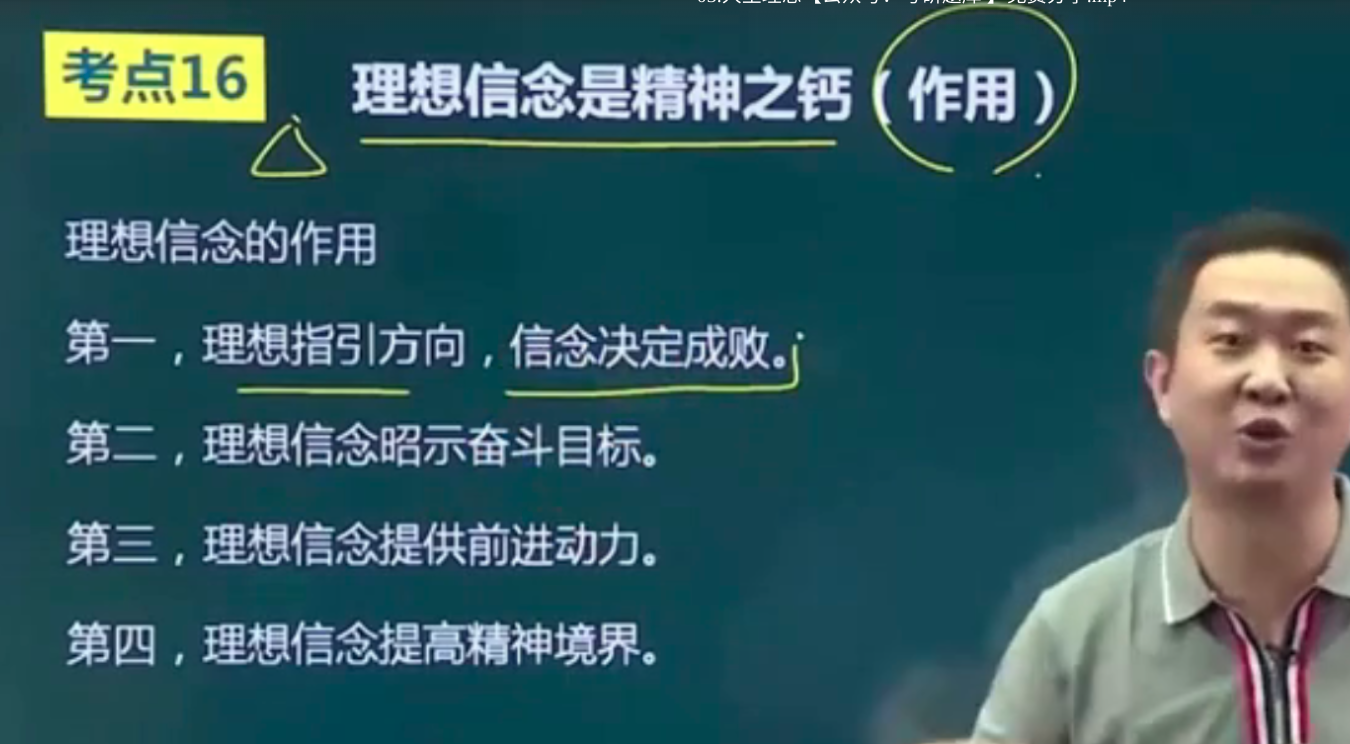 考点16
理想信念是精神之钙（作用）
理想信念的作用
第一，理想指引方向，信念决定成败。
第二，理想信念昭示奋斗目标。
第三，理想信念提供前进动力。
第四，理想信念提高精神境界。